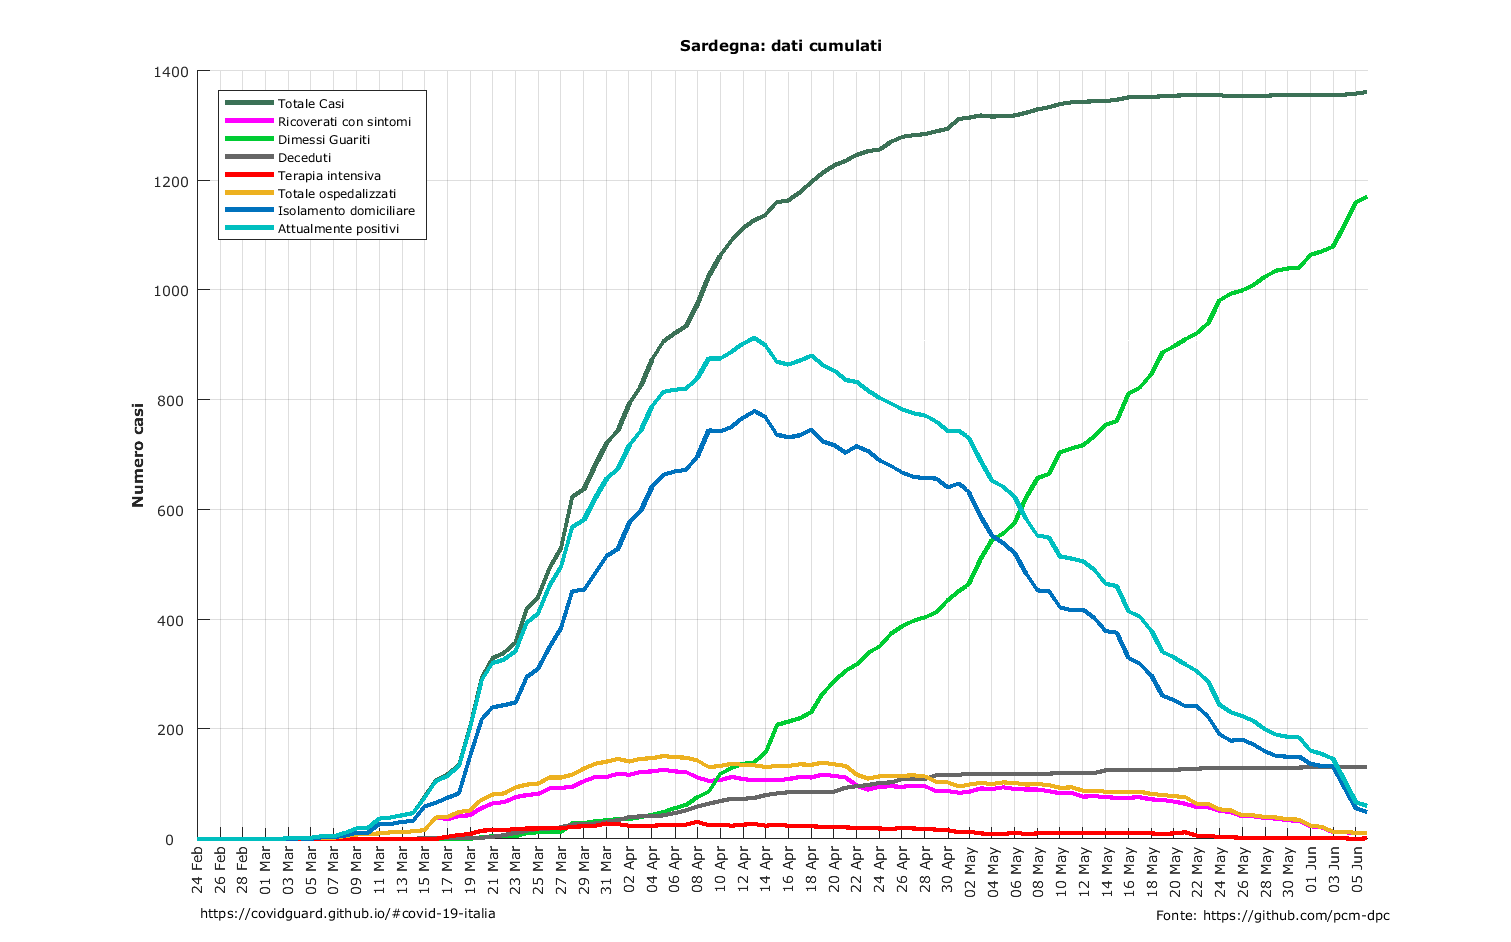 Sardegna: dati cumulati
Numero casi
1400
1200
1000
800
600
400
200
0
Totale Casi
Ricoverati con sintomi
Dimessi Guariti
Deceduti
Terapia intensiva
Totale ospedalizzati
Isolamento domiciliare
Attualmente positivi
24 Feb
26 Feb
28 Feb
01 Mar
03 Mar
05 Mar
07 Mar
09 Mar
11 Mar
13 Mar
15 Mar
17 Mar
19 Mar
21 Mar
23 Mar
25 Mar
27 Mar
29 Mar
31 Mar
02 Apr
04 Apr
06 Apr
08 Apr
10 Apr
12 Apr
14 Apr
16 Apr
18 Apr
20 Apr
22 Apr
24 Apr
26 Apr
28 Apr
30 Apr
02 May
04 May
06 May
08 May
10 May
12 May
14 May
16 May
18 May
20 May
22 May
24 May
26 May
28 May
30 May
01 Jun
03 Jun
05 Jun
https://covidguard.github.io/#covid-19-italia
Fonte: https://github.com/pcm-dpc